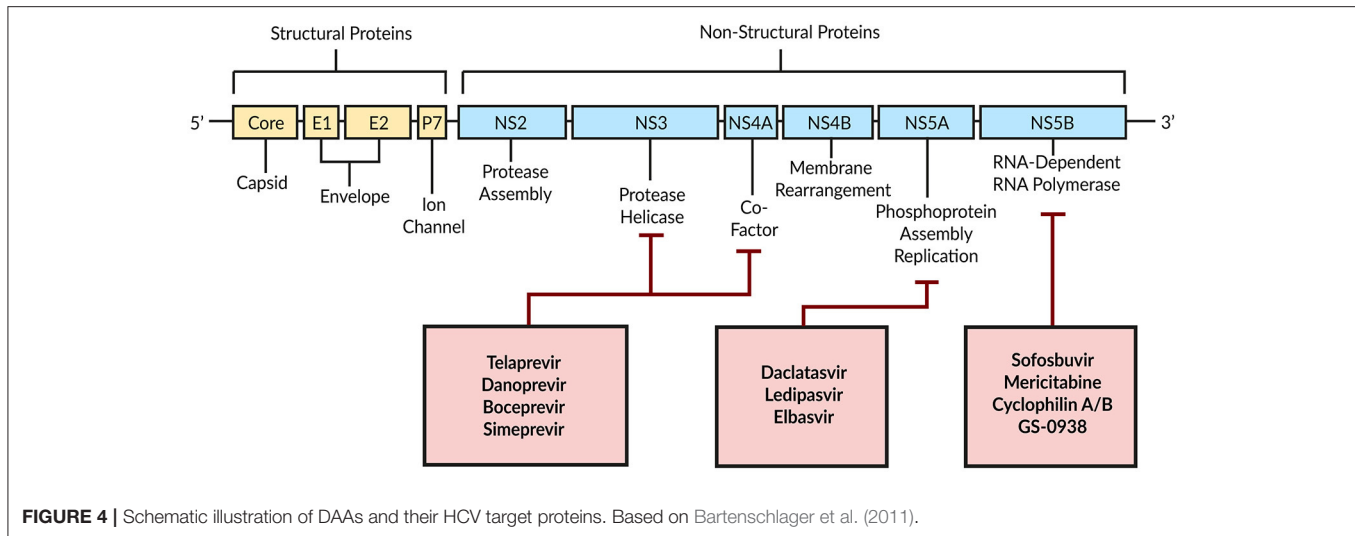 Structural Proteins
Non-Structural Proteins
5’
Core
E1
E2
P7
NS2
NS3
NS4A
NS4B
NS5A
NS5B
3’
Capsid
Envelope
Ion
Channel
Protease
Assembly
Protease
Helicase
Co-
Factor
Membrane
Rearrangement
Phosphoprotein
Assembly
Replication
RNA-Dependent
RNA Polymerase
Telaprevir
Danoprevir
Boceprevir
Simeprevir
Daclatasvir
Ledipasvir
Elbasvir
Sofosbuvir
Mericitabine
Cyclophilin A/B
GS-0938
FIGURE 4 | Schematic illustration of DAAs and their HCV target proteins. Based on Bartenschlager et al. (2011).